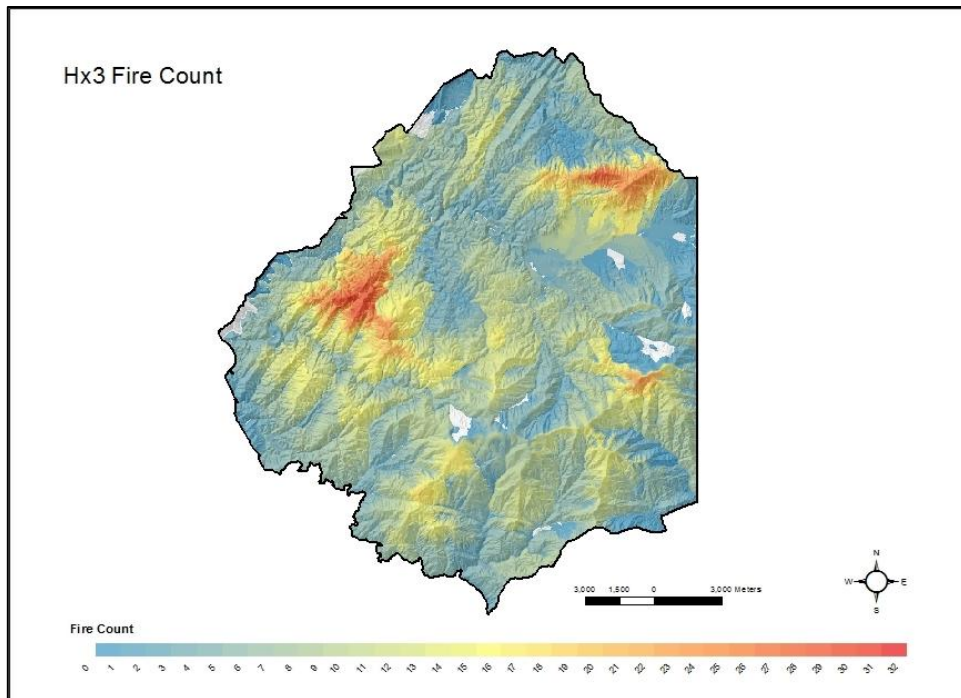 Hx3 Fire Count
3,000 1,500 0 3,000 Meters
N
W E
S
Fire Count
0 1 2 3 4 5 6 7 8 9 10 11 12 13 14 15 16 17 18 19 20 21 22 23 24 25 26 27 28 29 30 31 32